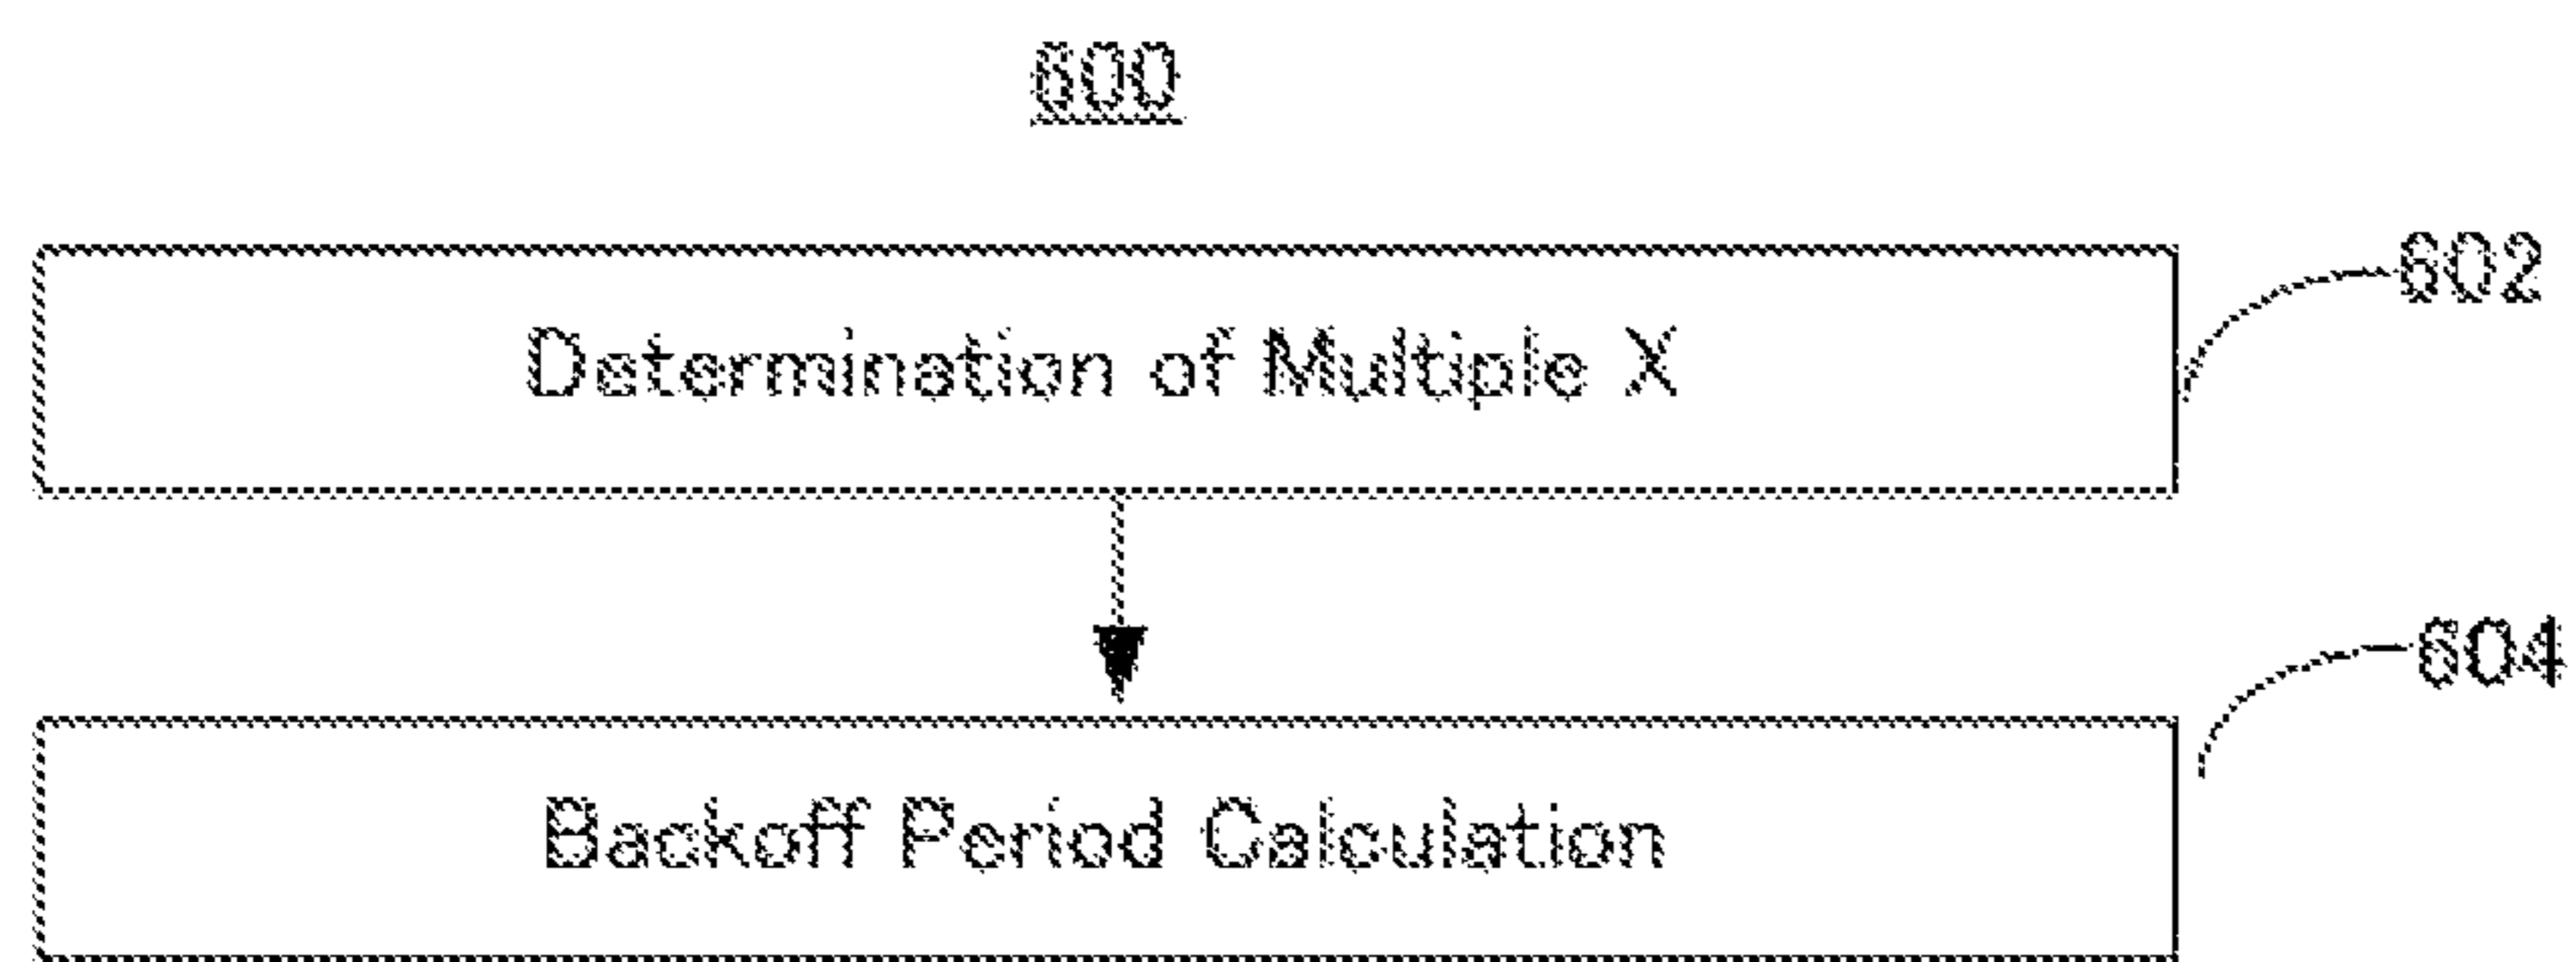 600
602
Determination of Multiple X
604
Backoff Period Calculation